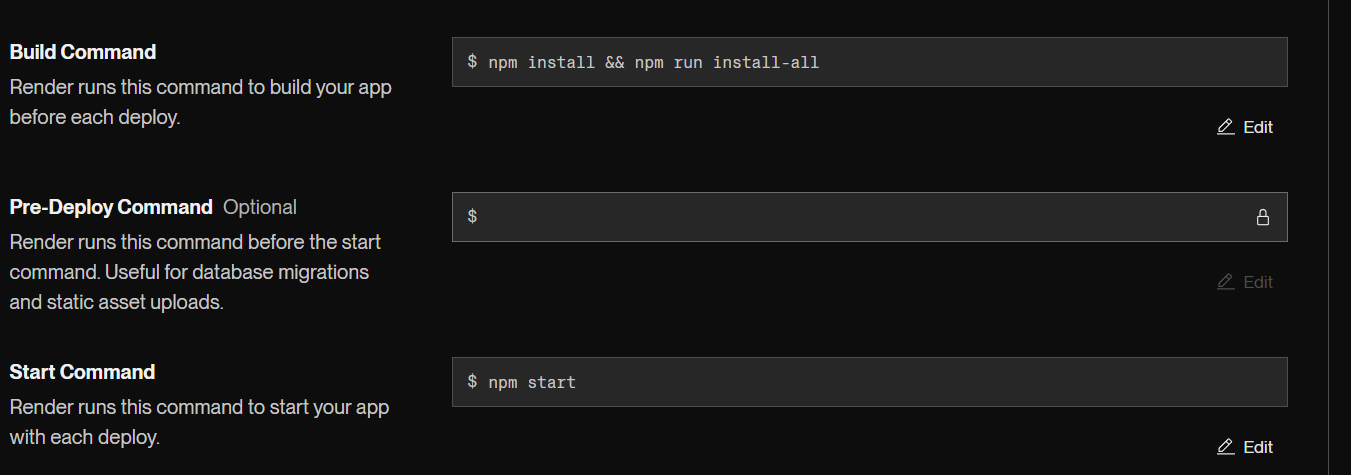 Build Command
$ npm install && npm run install-all
Render runs this command to build your app
before each deploy.
Edit
Pre-Deploy Command Optional
$
Render runs this command before the start
command. Useful for database migrations
and static asset uploads.
Edit
Start Command
$ npm start
Render runs this command to start your app
with each deploy.
Edit